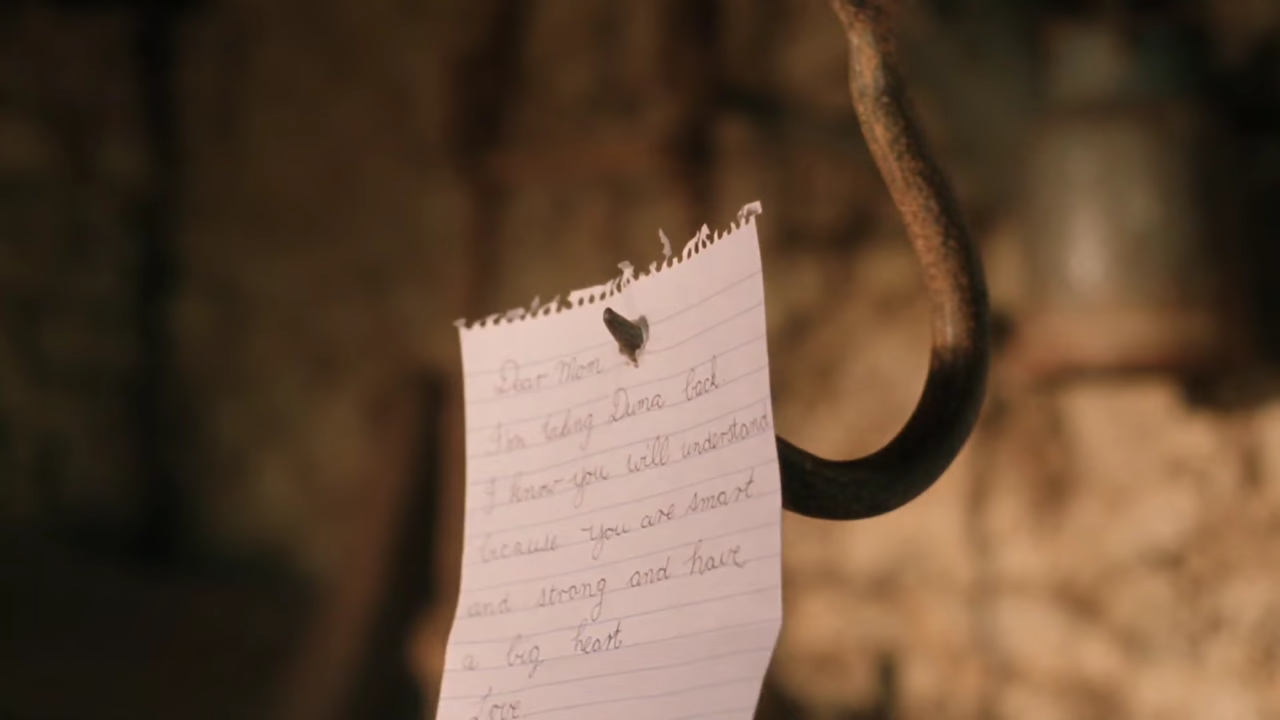 Dear Mom
I'm taking Duma back.
I know you will understand
because you are smart
and strong and have
a big heart
Love